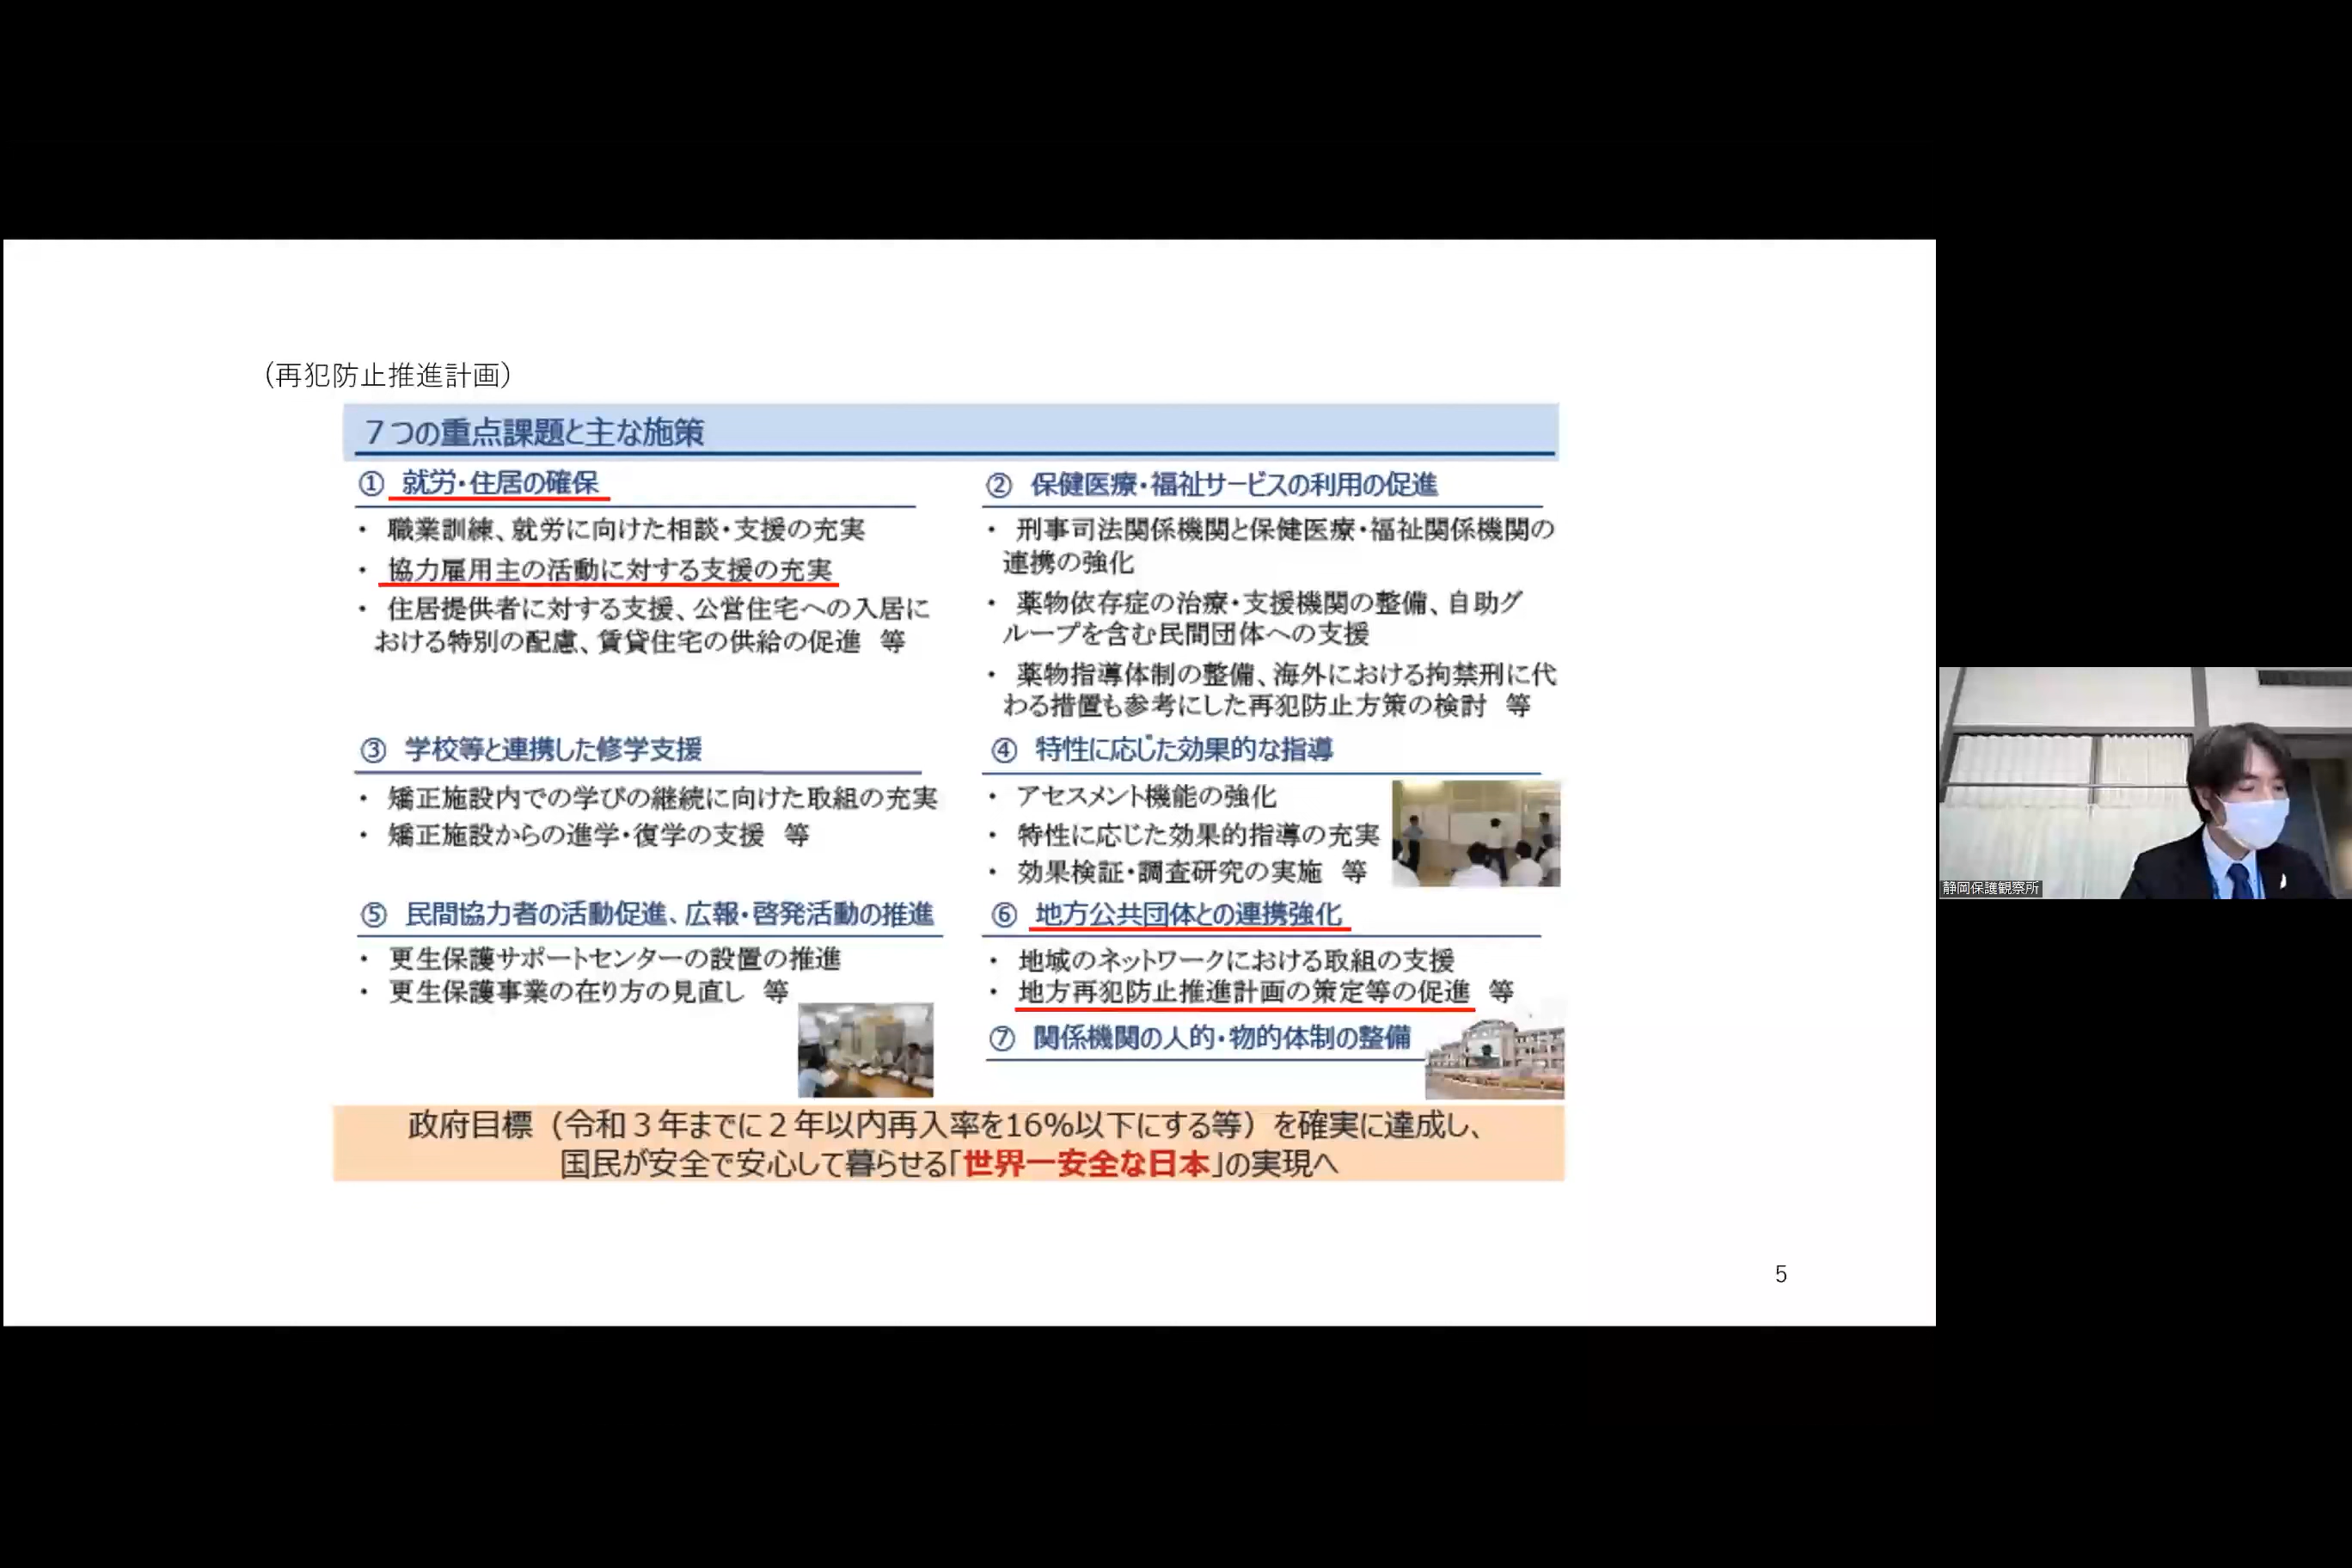 （再犯防止推進計画）
７つの重点課題と主な施策
① 就労・住居の確保
・ 職業訓練、就労に向けた相談・支援の充実
・ 協力雇用主の活動に対する支援の充実
・ 住居提供者に対する支援、公営住宅への入居に
おける特別の配慮、賃貸住宅の供給の促進　等
② 保健医療・福祉サービスの利用の促進
・ 刑事司法関係機関と保健医療・福祉関係機関の
連携の強化
・ 薬物依存症の治療・支援機関の整備、自助グ
ループを含む民間団体への支援
・ 薬物指導体制の整備、海外における拘禁刑に代
わる措置も参考にした再犯防止方策の検討　等
③ 学校等と連携した修学支援
・ 矯正施設内での学びの継続に向けた取組の充実
・ 矯正施設からの進学・復学の支援　等
④ 特性に応じた効果的な指導
・ アセスメント機能の強化
・ 特性に応じた効果的指導の充実
・ 効果検証・調査研究の実施　等
⑤ 民間協力者の活動促進、広報・啓発活動の推進
・ 更生保護サポートセンターの設置の推進
・ 更生保護事業の在り方の見直し　等
⑥ 地方公共団体との連携強化
・ 地域のネットワークにおける取組の支援
・ 地方再犯防止推進計画の策定等の促進　等
⑦ 関係機関の人的・物的体制の整備
政府目標（令和３年までに２年以内再入率を16%以下にする等）を確実に達成し、
国民が安全で安心して暮らせる「世界一安全な日本」の実現へ
5
静岡保護観察所